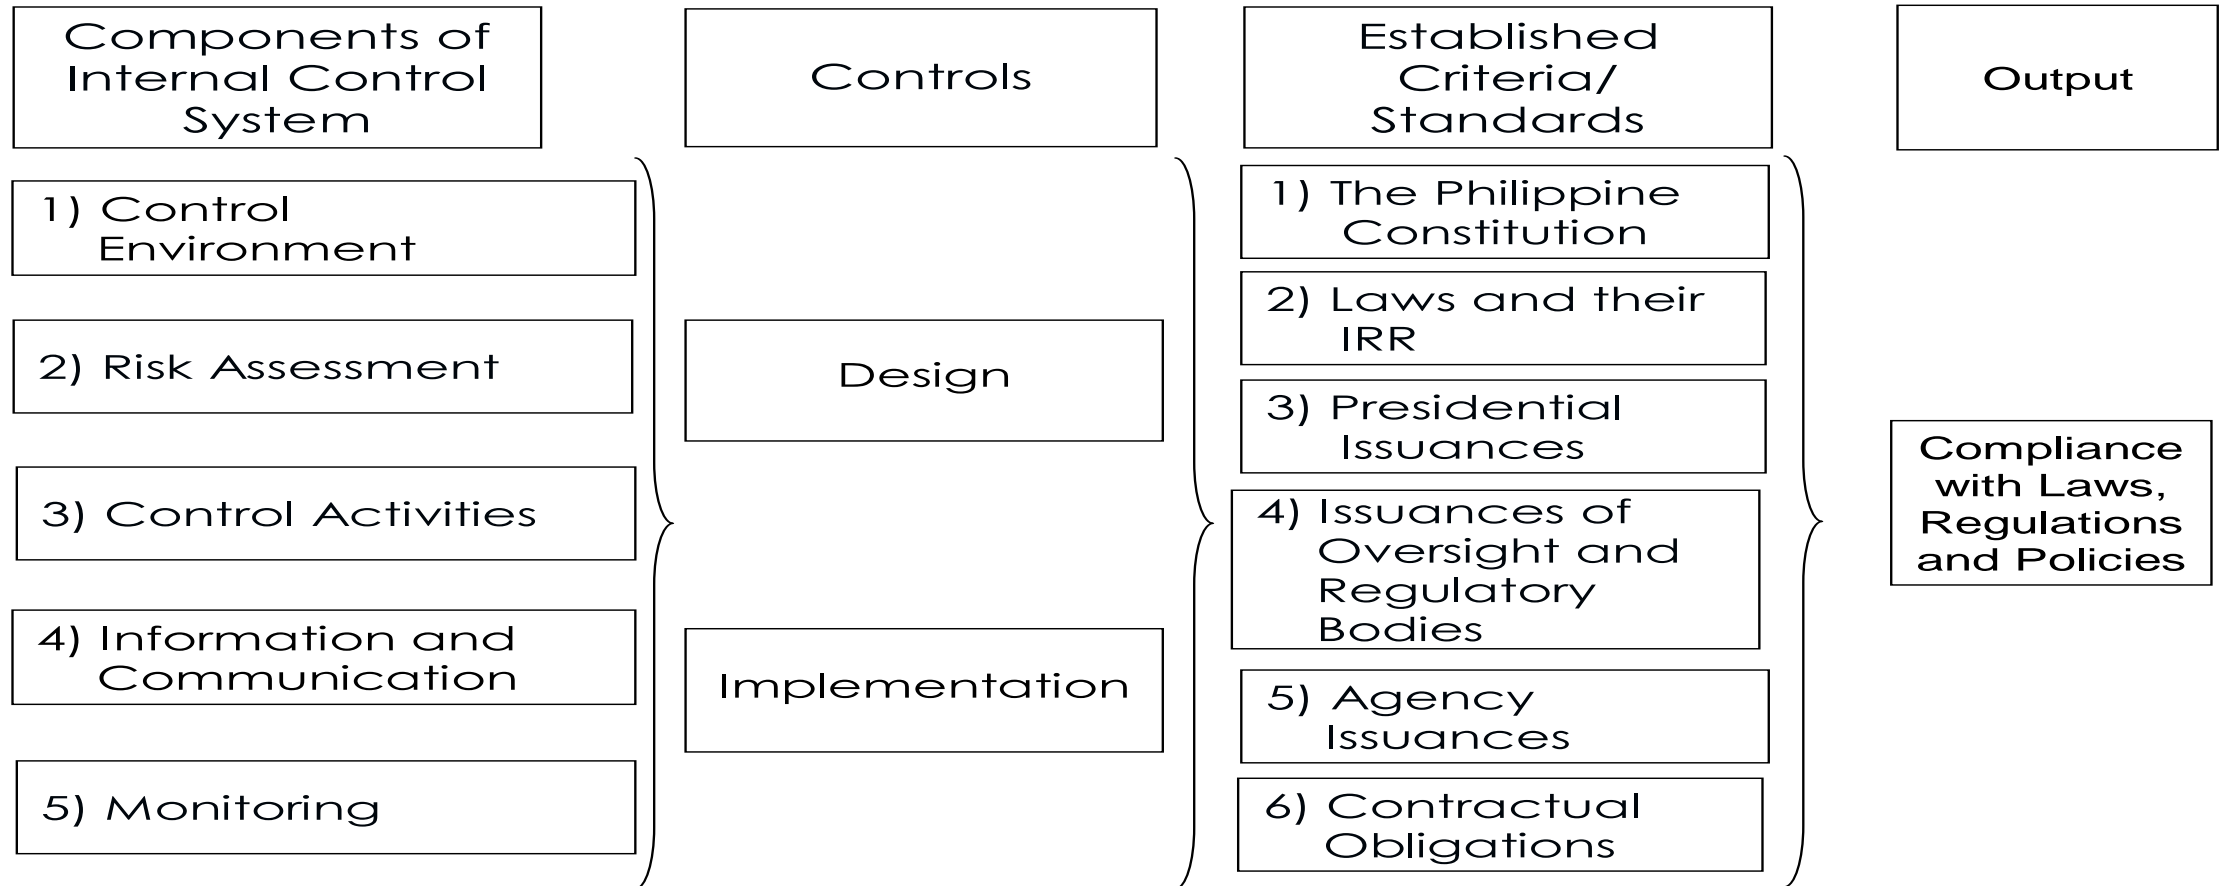 Components of
Internal Control
System
Controls
Established
Criteria/
Standards
Output
1) Control
Environment
2) Risk Assessment
3) Control Activities
4) Information and
Communication
5) Monitoring
Design
Implementation
1) The Philippine
Constitution
2) Laws and their
IRR
3) Presidential
Issuances
4) Issuances of
Oversight and
Regulatory
Bodies
5) Agency
Issuances
6) Contractual
Obligations
Compliance
with Laws,
Regulations
and Policies